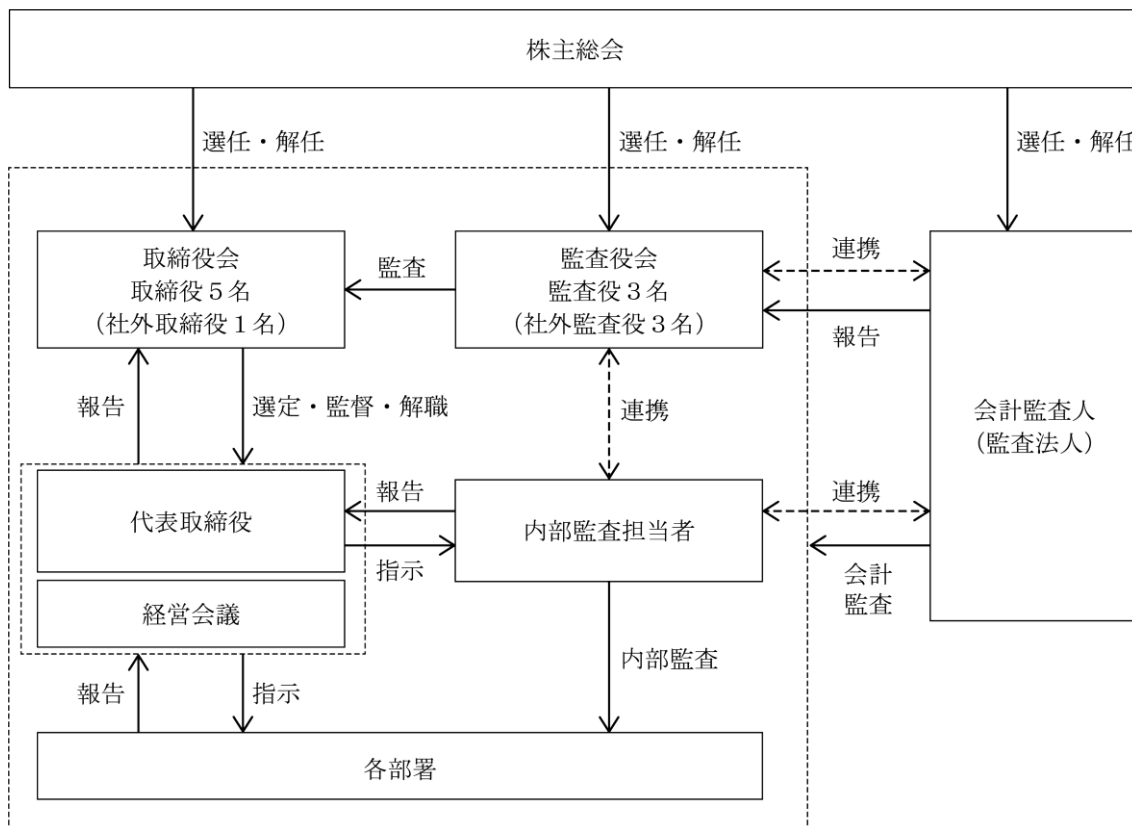 株主総会
選任・解任
選任・解任
選任・解任
取締役会
取締役５名
（社外取締役１名）
監査
監査役会
監査役３名
（社外監査役３名）
連携
報告
報告
選定・監督・解職
連携
会計監査人
（監査法人）
代表取締役
報告
指示
内部監査担当者
連携
会計
監査
経営会議
報告
指示
内部監査
各部署